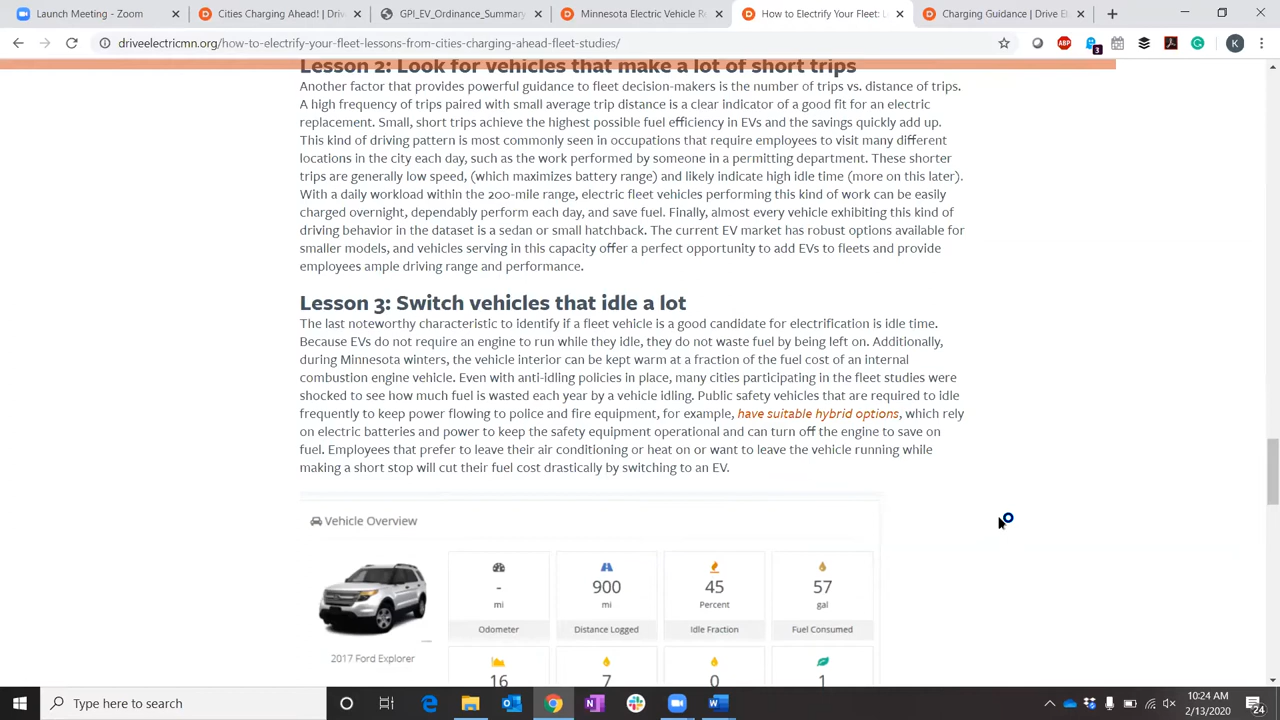 Launch Meeting - Zoom
Cities Charging Ahead! | Drive
GPI_EV_Ordinance_Summary
Minnesota Electric Vehicle R
How to Electrify Your Fleet: L
Charging Guidance | Drive El
driveelectricmn.org/how-to-electrify-your-fleet-lessons-from-cities-charging-ahead-fleet-studies/
ABP
3
K
Lesson 2: Look for vehicles that make a lot of short trips
Another factor that provides powerful guidance to fleet decision-makers is the number of trips vs. distance of trips.
A high frequency of trips paired with small average trip distance is a clear indicator of a good fit for an electric
replacement. Small, short trips achieve the highest possible fuel efficiency in EVs and the savings quickly add up.
This kind of driving pattern is most commonly seen in occupations that require employees to visit many different
locations in the city each day, such as the work performed by someone in a permitting department. These shorter
trips are generally low speed, (which maximizes battery range) and likely indicate high idle time (more on this later).
With a daily workload within the 200-mile range, electric fleet vehicles performing this kind of work can be easily
charged overnight, dependably perform each day, and save fuel. Finally, almost every vehicle exhibiting this kind of
driving behavior in the dataset is a sedan or small hatchback. The current EV market has robust options available for
smaller models, and vehicles serving in this capacity offer a perfect opportunity to add EVs to fleets and provide
employees ample driving range and performance.
Lesson 3: Switch vehicles that idle a lot
The last noteworthy characteristic to identify if a fleet vehicle is a good candidate for electrification is idle time.
Because EVs do not require an engine to run while they idle, they do not waste fuel by being left on. Additionally,
during Minnesota winters, the vehicle interior can be kept warm at a fraction of the fuel cost of an internal
combustion engine vehicle. Even with anti-idling policies in place, many cities participating in the fleet studies were
shocked to see how much fuel is wasted each year by a vehicle idling. Public safety vehicles that are required to idle
frequently to keep power flowing to police and fire equipment, for example, have suitable hybrid options, which rely
on electric batteries and power to keep the safety equipment operational and can turn off the engine to save on
fuel. Employees that prefer to leave their air conditioning or heat on or want to leave the vehicle running while
making a short stop will cut their fuel cost drastically by switching to an EV.
Vehicle Overview
- 900 45 57
mi mi Percent gal
Odometer Distance Logged Idle Fraction Fuel Consumed
2017 Ford Explorer
16 7 0 1
Type here to search
10:24 AM
2/13/2020
24